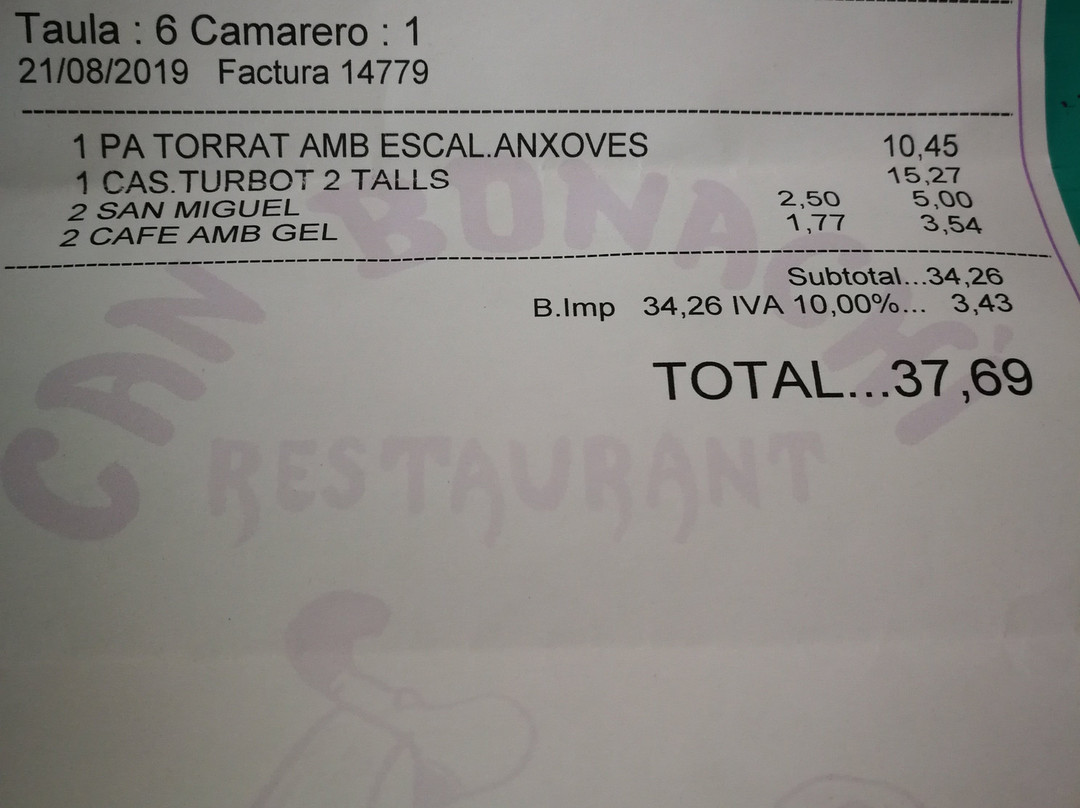 Taula : 6 Camarero : 1
21/08/2019 Factura 14779
1 PA TORRAT AMB ESCAL.ANXOVES 10,45
1 CAS.TURBOT 2 TALLS 15,27
2 SAN MIGUEL 2,50 5,00
2 CAFE AMB GEL 1,77 3,54
Subtotal...34,26
B.Imp 34,26 IVA 10,00%... 3,43
TOTAL...37,69
CAN BONACH'
RESTAURANT